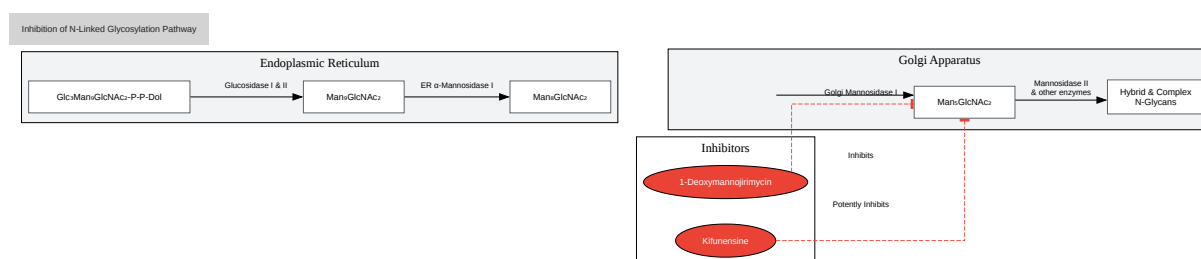 Inhibition of N-Linked Glycosylation Pathway
Endoplasmic Reticulum
Glc₃Man₉GlcNAc₂-P-P-Dol
Glucosidase I & II
Man₉GlcNAc₂
ER α-Mannosidase I
Man₈GlcNAc₂
Golgi Apparatus
Golgi Mannosidase I
Man₅GlcNAc₂
Mannosidase II
& other enzymes
Hybrid & Complex
N-Glycans
Inhibitors
1-Deoxymannojirimycin
Kifunensine
Inhibits
Potently Inhibits